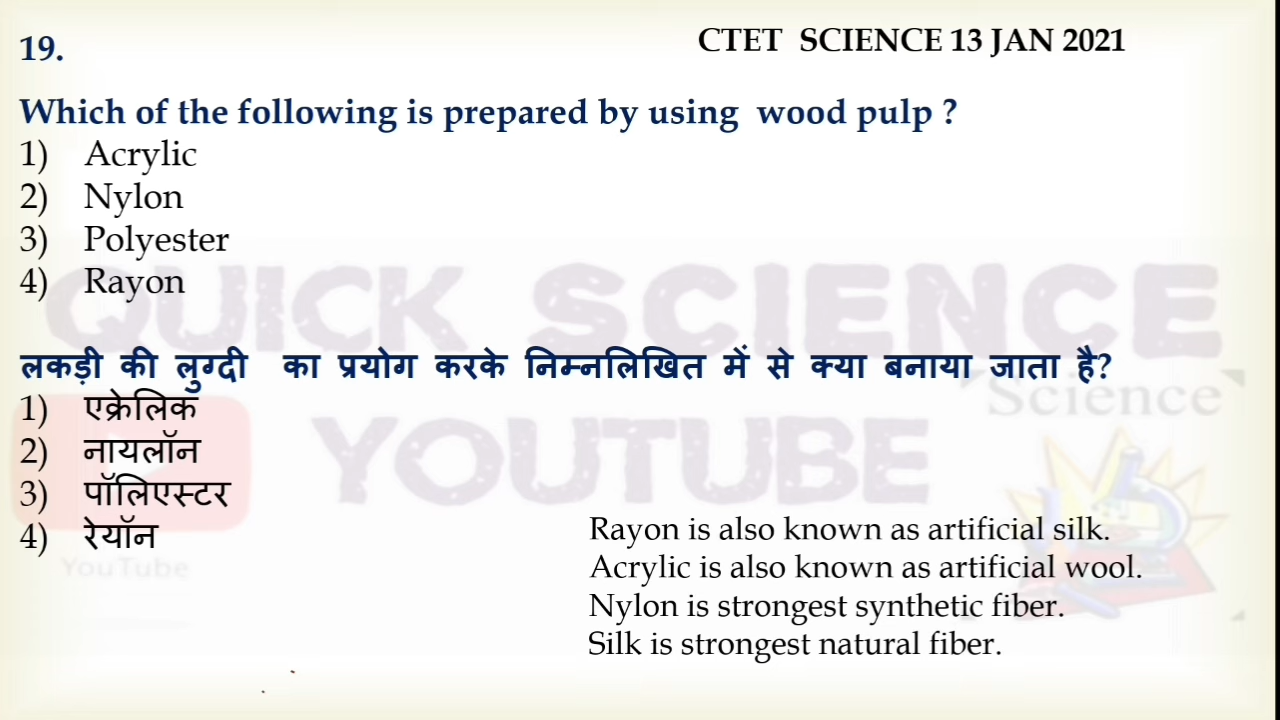 19.
CTET SCIENCE 13 JAN 2021
Which of the following is prepared by using wood pulp ?
1) Acrylic
2) Nylon
3) Polyester
4) Rayon
QUICK SCIENCE
लकड़ी की लुग्दी का प्रयोग करके निम्नलिखित में से क्या बनाया जाता है?
Science
1) एक्रेलिक
2) नायलॉन
YOUTUBE
3) पॉलिएस्टर
4) रेयॉन
YouTube
Rayon is also known as artificial silk.
Acrylic is also known as artificial wool.
Nylon is strongest synthetic fiber.
Silk is strongest natural fiber.